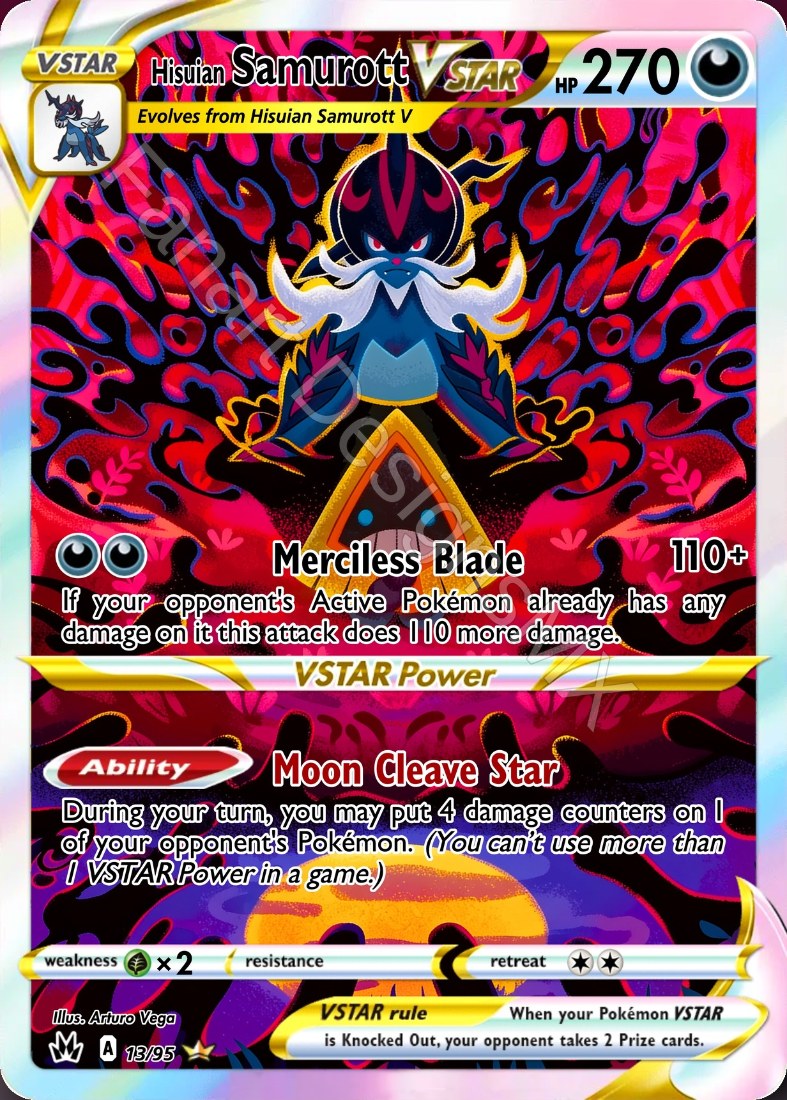 VSTAR
Hisuian Samurott VSTAR HP 270
Evolves from Hisuian Samurott V
Fanart DesignsMX
Merciless Blade 110+
If your opponent's Active Pokémon already has any
damage on it this attack does 110 more damage.
VSTAR Power
Ability Moon Cleave Star
During your turn, you may put 4 damage counters on 1
of your opponent's Pokémon. (You can't use more than
1 VSTAR Power in a game.)
weakness ×2 resistance retreat
Illus. Arturo Vega
A 13/95
VSTAR rule When your Pokémon VSTAR
is Knocked Out, your opponent takes 2 Prize cards.